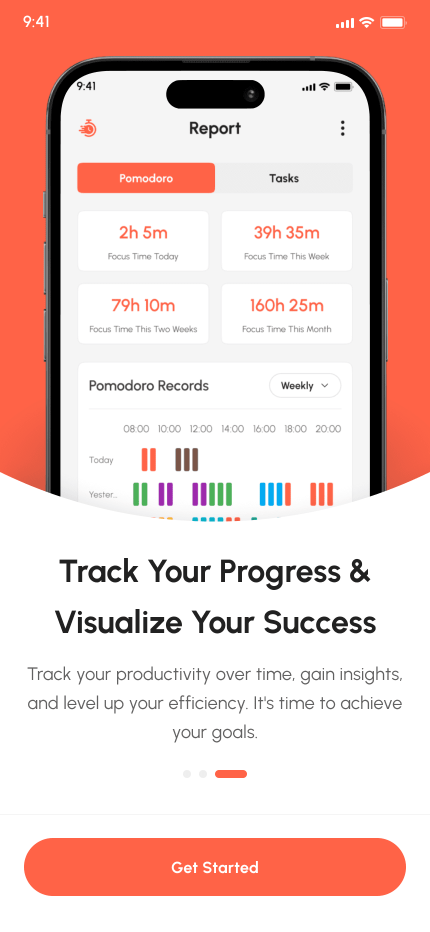 9:41
9:41
Report
Pomodoro Tasks
2h 5m 39h 35m
Focus Time Today Focus Time This Week
79h 10m 160h 25m
Focus Time This Two Weeks Focus Time This Month
Pomodoro Records Weekly
08:00 10:00 12:00 14:00 16:00 18:00 20:00
Today
Yester...
Track Your Progress &
Visualize Your Success
Track your productivity over time, gain insights,
and level up your efficiency. It's time to achieve
your goals.
Get Started